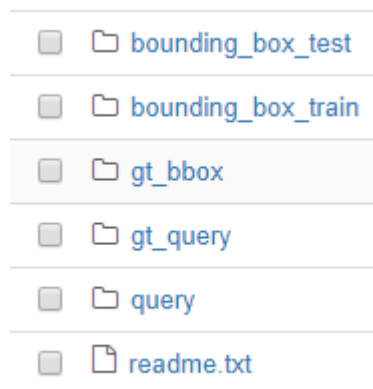 bounding_box_test
bounding_box_train
gt_bbox
gt_query
query
readme.txt